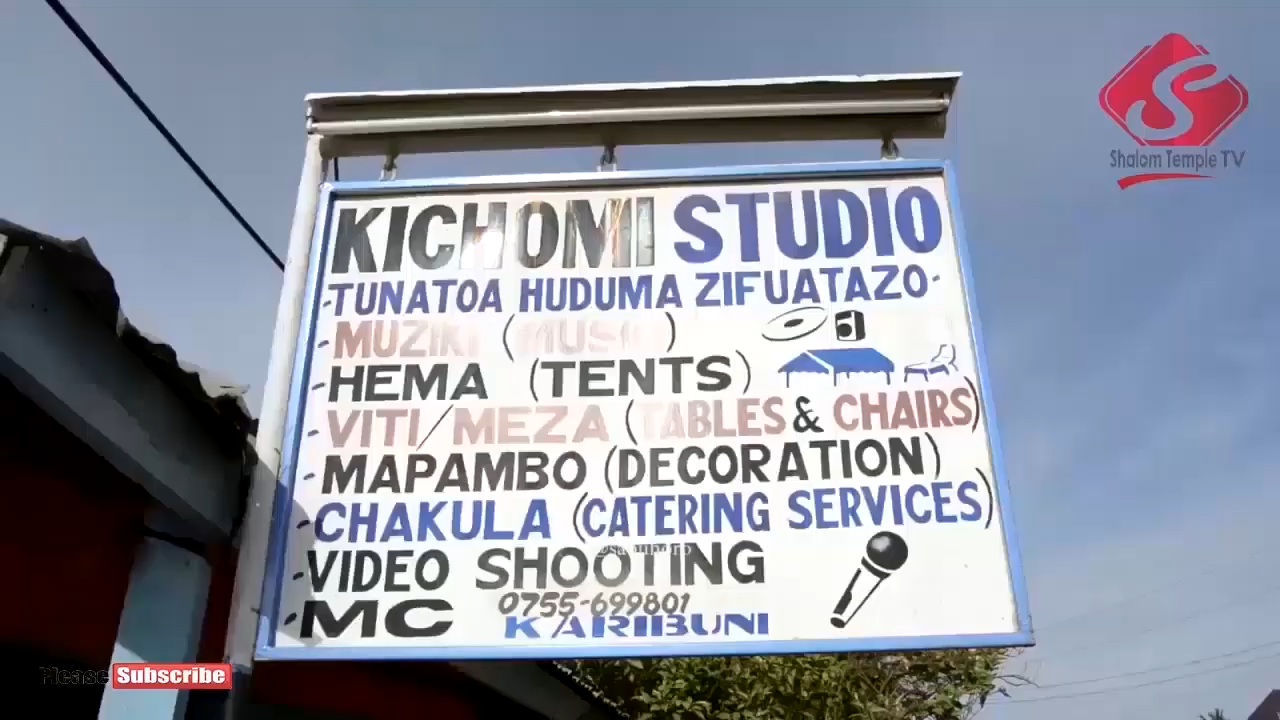 Shalom Temple TV
KICHOMI STUDIO
-TUNATOA HUDUMA ZIFUATAZO-
-MUZIKI (MUSIC)
-HEMA (TENTS)
-VITI/MEZA (TABLES & CHAIRS)
-MAPAMBO (DECORATION)
-CHAKULA (CATERING SERVICES)
-VIDEO SHOOTING
-MC 0755-699801
KARIBUNI
Please Subscribe